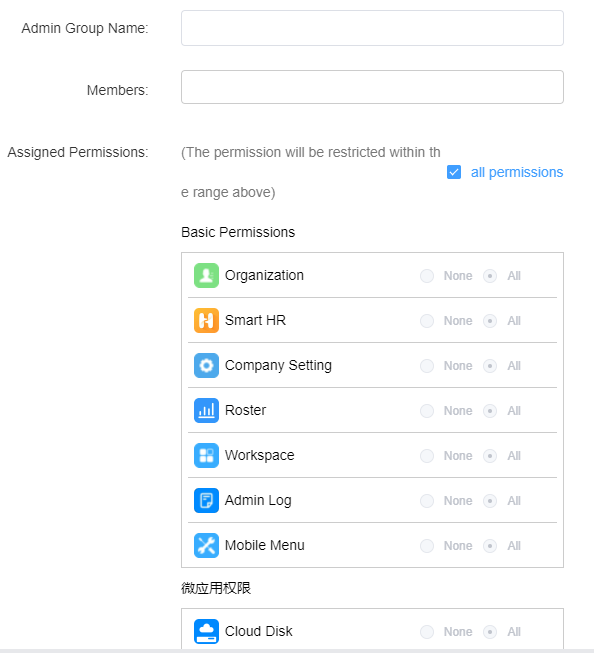 Admin Group Name:
Members:
Assigned Permissions: (The permission will be restricted within th
e range above)
all permissions
Basic Permissions
Organization None All
Smart HR None All
Company Setting None All
Roster None All
Workspace None All
Admin Log None All
Mobile Menu None All
微应用权限
Cloud Disk None All